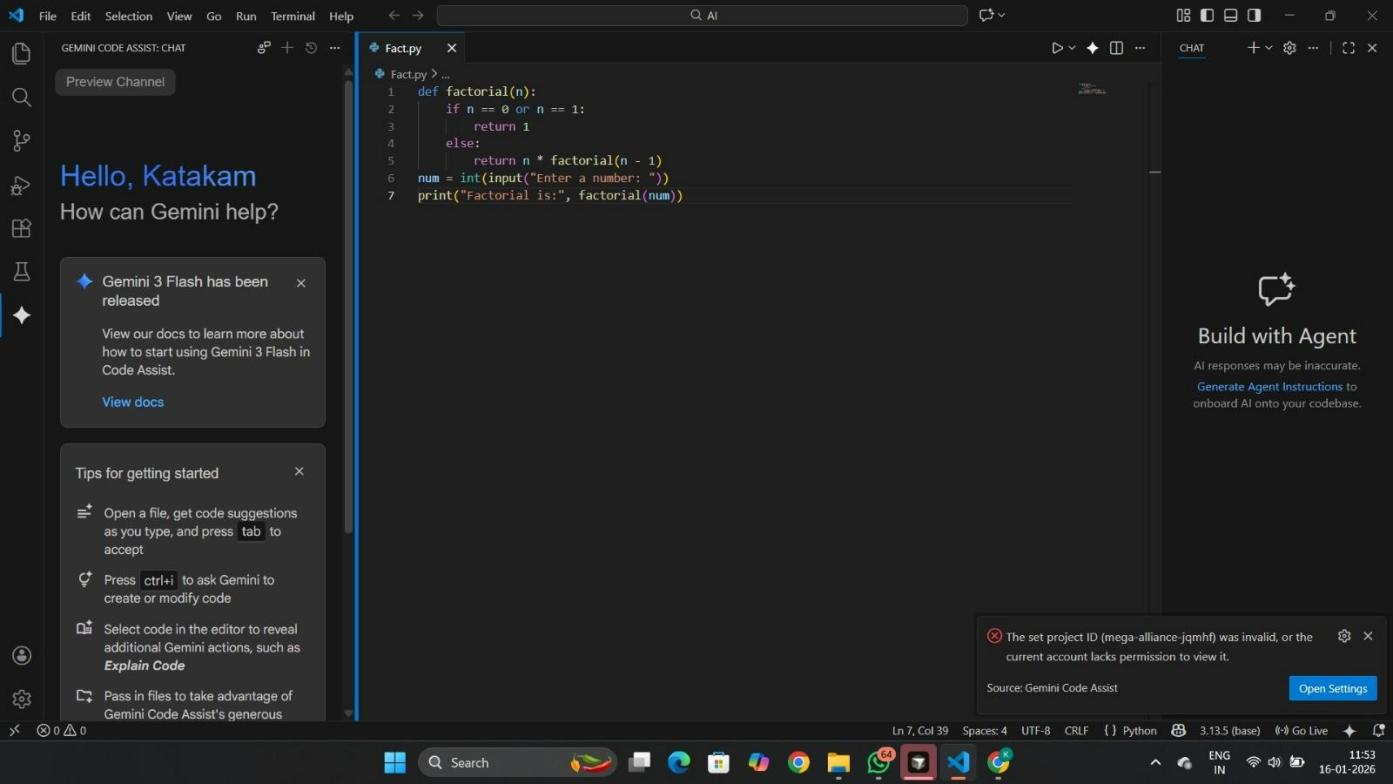 File Edit Selection View Go Run Terminal Help
AI
GEMINI CODE ASSIST: CHAT
Preview Channel
Hello, Katakam
How can Gemini help?
Gemini 3 Flash has been
released
View our docs to learn more about
how to start using Gemini 3 Flash in
Code Assist.
View docs
Tips for getting started
Open a file, get code suggestions
as you type, and press tab to
accept
Press ctrl+i to ask Gemini to
create or modify code
Select code in the editor to reveal
additional Gemini actions, such as
Explain Code
Pass in files to take advantage of
Gemini Code Assist's generous
Fact.py
Fact.py > ...
1 def factorial(n):
2     if n == 0 or n == 1:
3         return 1
4     else:
5         return n * factorial(n - 1)
6 num = int(input("Enter a number: "))
7 print("Factorial is:", factorial(num))
CHAT
Build with Agent
AI responses may be inaccurate.
Generate Agent Instructions to
onboard AI onto your codebase.
The set project ID (mega-alliance-jqmhf) was invalid, or the
current account lacks permission to view it.
Source: Gemini Code Assist
Open Settings
0 0
Ln 7, Col 39 Spaces: 4 UTF-8 CRLF { } Python 3.13.5 (base) Go Live
Search
64
K
ENG
IN
11:53
16-01-2026